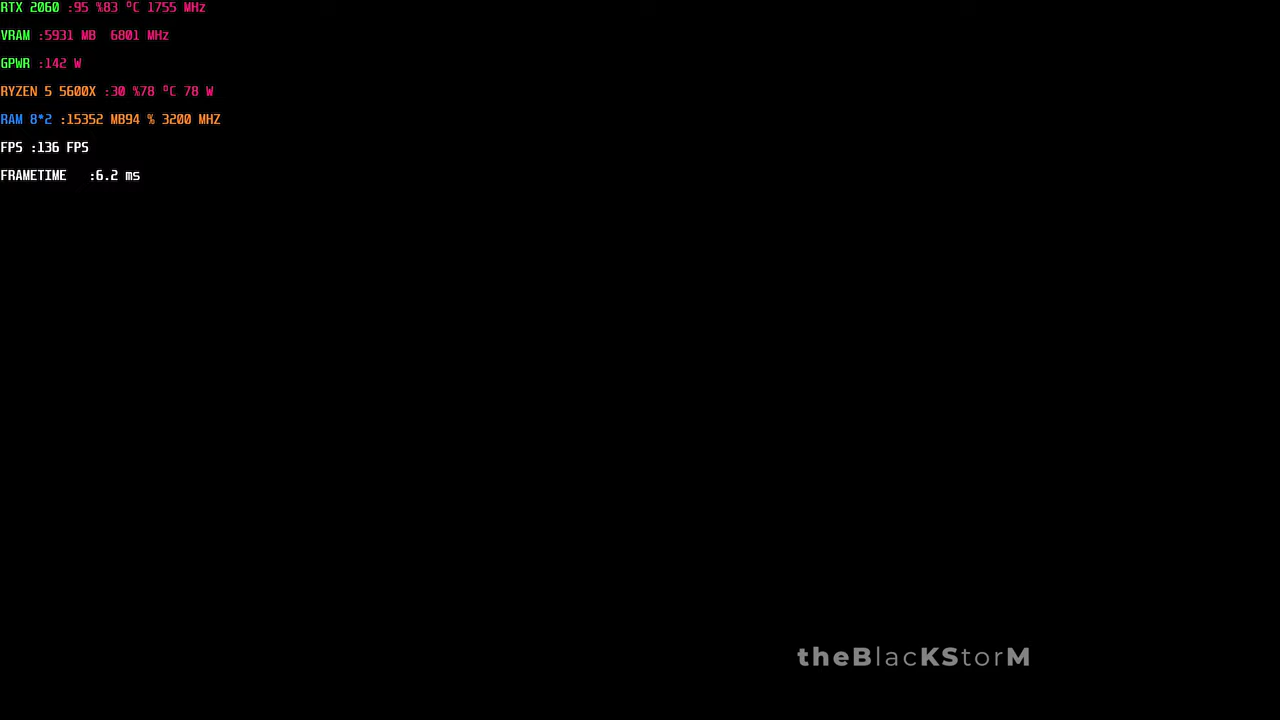 RTX 2060 :95 %83 °C 1755 MHz
VRAM :5931 MB 6801 MHz
GPWR :142 W
RYZEN 5 5600X :30 %78 °C 78 W
RAM 8*2 :15352 MB94 % 3200 MHZ
FPS :136 FPS
FRAMETIME :6.2 ms
theBlacKStorM